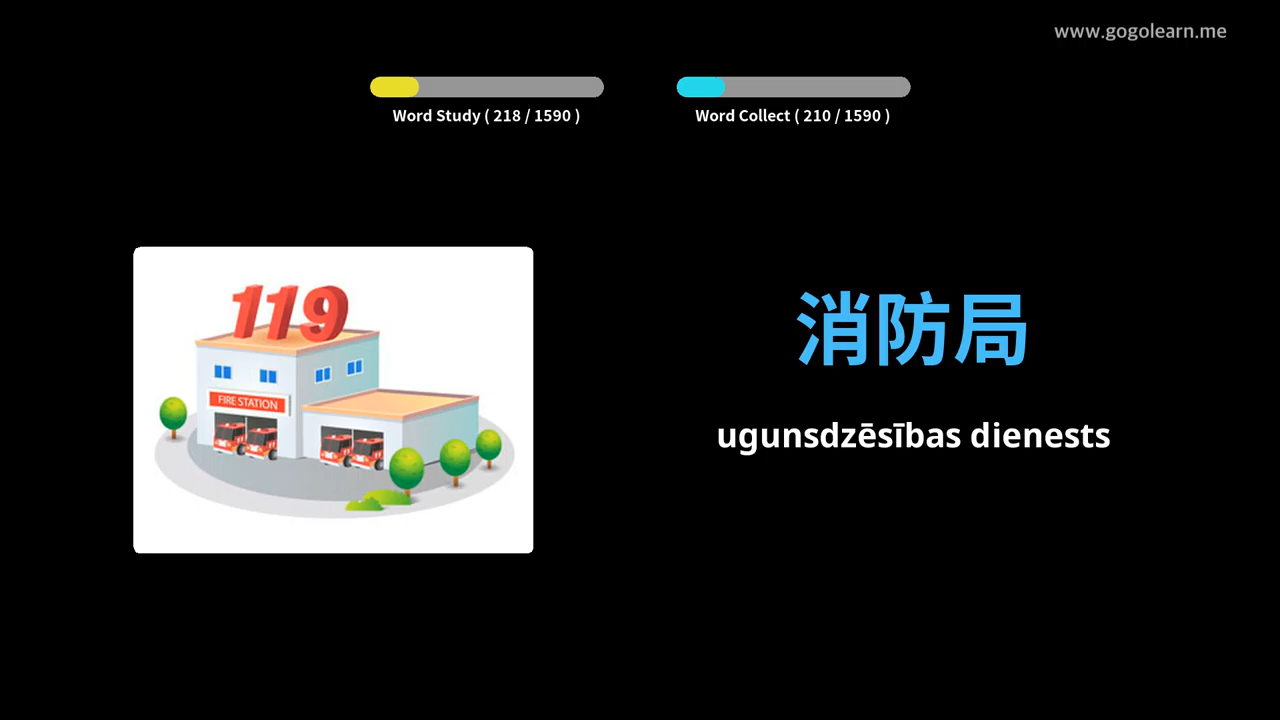 www.gogolearn.me
Word Study ( 218 / 1590 )
Word Collect ( 210 / 1590 )
119
FIRE STATION
消防局
ugunsdzēsības dienests